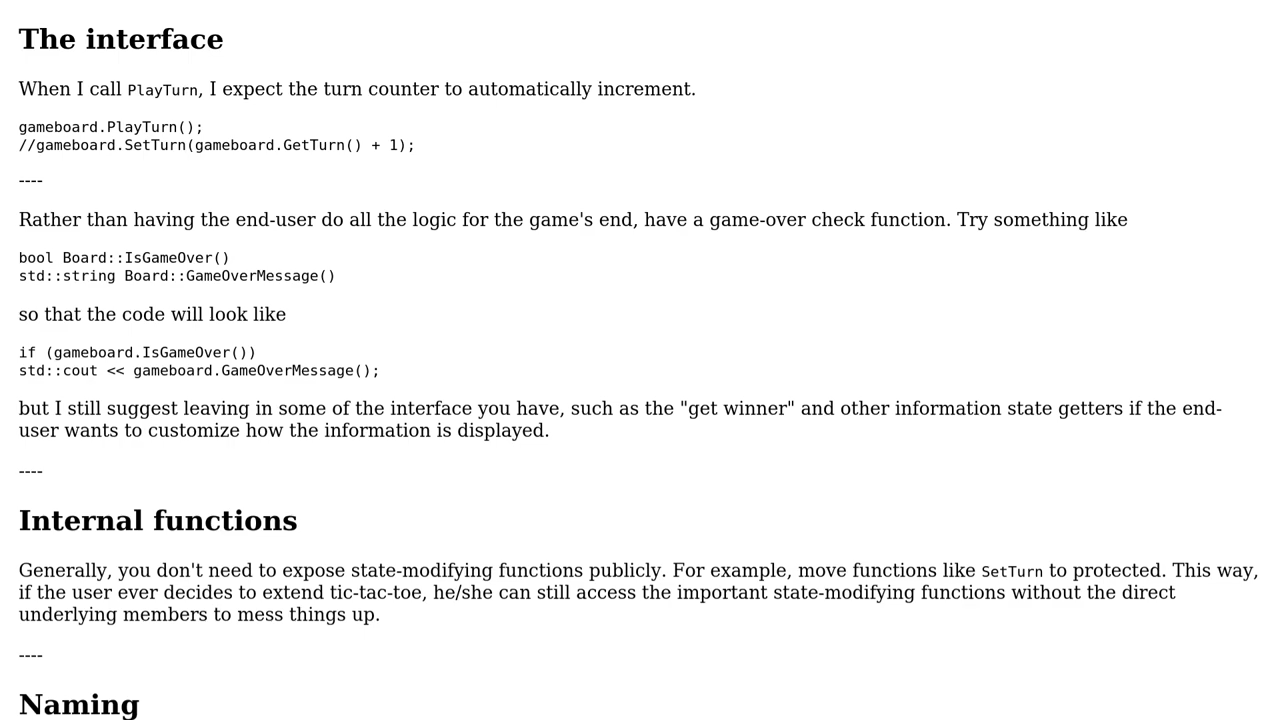 The interface
When I call PlayTurn, I expect the turn counter to automatically increment.
gameboard.PlayTurn();
//gameboard.SetTurn(gameboard.GetTurn() + 1);
----
Rather than having the end-user do all the logic for the game's end, have a game-over check function. Try something like
bool Board::IsGameOver()
std::string Board::GameOverMessage()
so that the code will look like
if (gameboard.IsGameOver())
std::cout << gameboard.GameOverMessage();
but I still suggest leaving in some of the interface you have, such as the "get winner" and other information state getters if the end-
user wants to customize how the information is displayed.
----
Internal functions
Generally, you don't need to expose state-modifying functions publicly. For example, move functions like SetTurn to protected. This way,
if the user ever decides to extend tic-tac-toe, he/she can still access the important state-modifying functions without the direct
underlying members to mess things up.
----
Naming